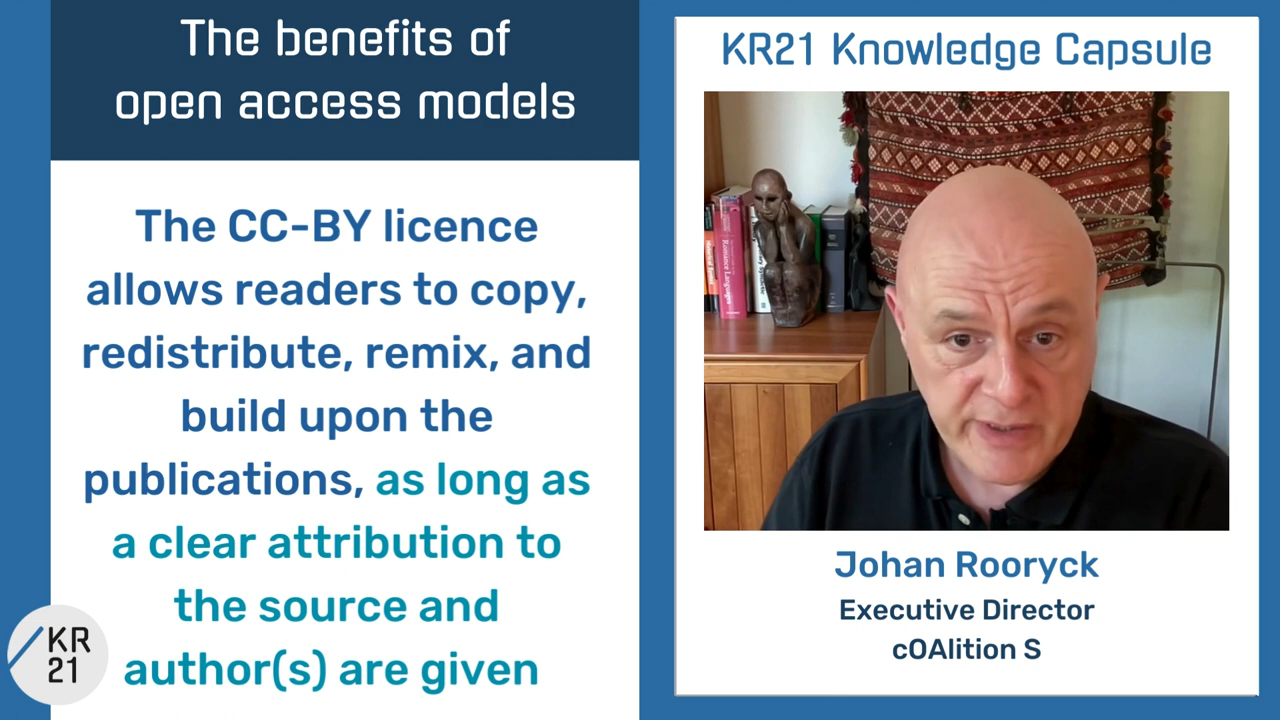 The benefits of
open access models
The CC-BY licence
allows readers to copy,
redistribute, remix, and
build upon the
publications, as long as
a clear attribution to
the source and
author(s) are given
KR
21
KR21 Knowledge Capsule
Romance Languages
Johan Rooryck
Executive Director
cOAlition S